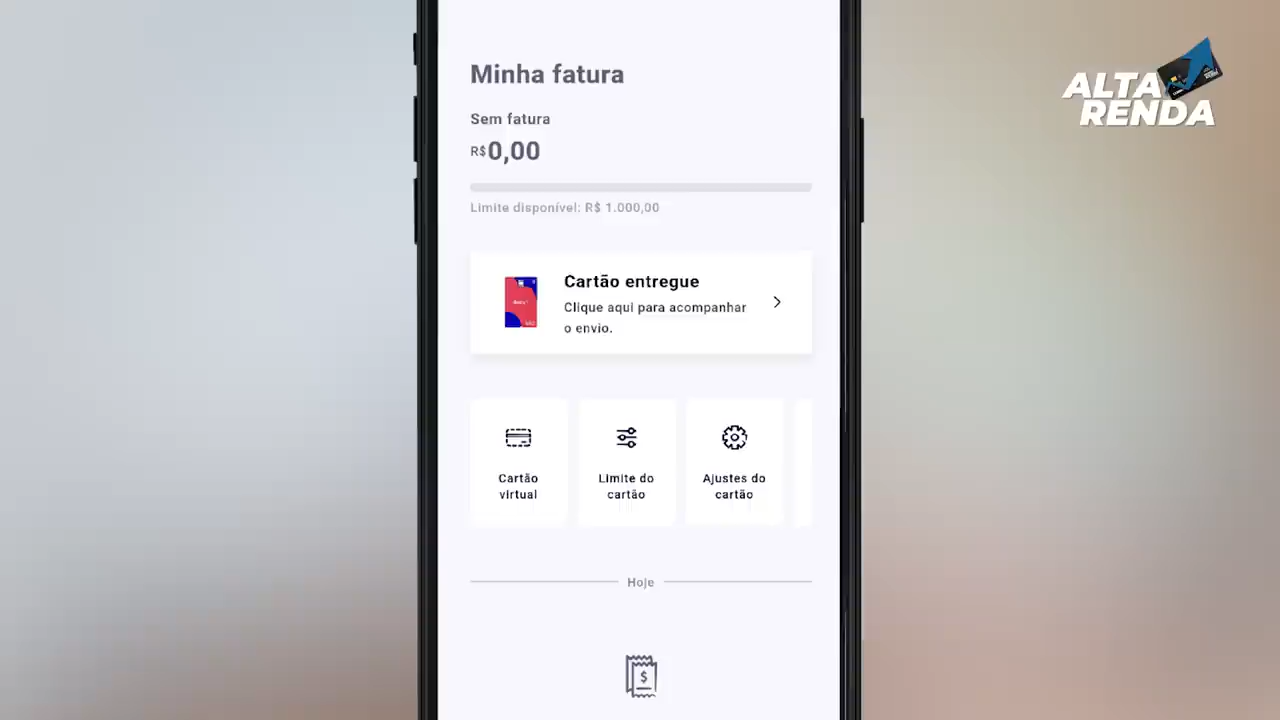 ALTA
RENDA
Minha fatura
Sem fatura
R$0,00
Limite disponível: R$ 1.000,00
Cartão entregue
Clique aqui para acompanhar
o envio.
Cartão
virtual
Limite do
cartão
Ajustes do
cartão
Hoje
$